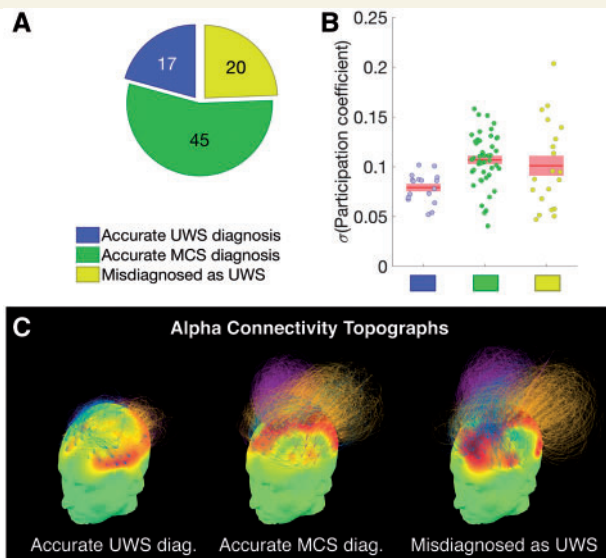 A
17
20
45
Accurate UWS diagnosis
Accurate MCS diagnosis
Misdiagnosed as UWS
B
σ(Participation coefficient)
0.25
0.2
0.15
0.1
0.05
0
C
Alpha Connectivity Topographs
Accurate UWS diag.
Accurate MCS diag.
Misdiagnosed as UWS